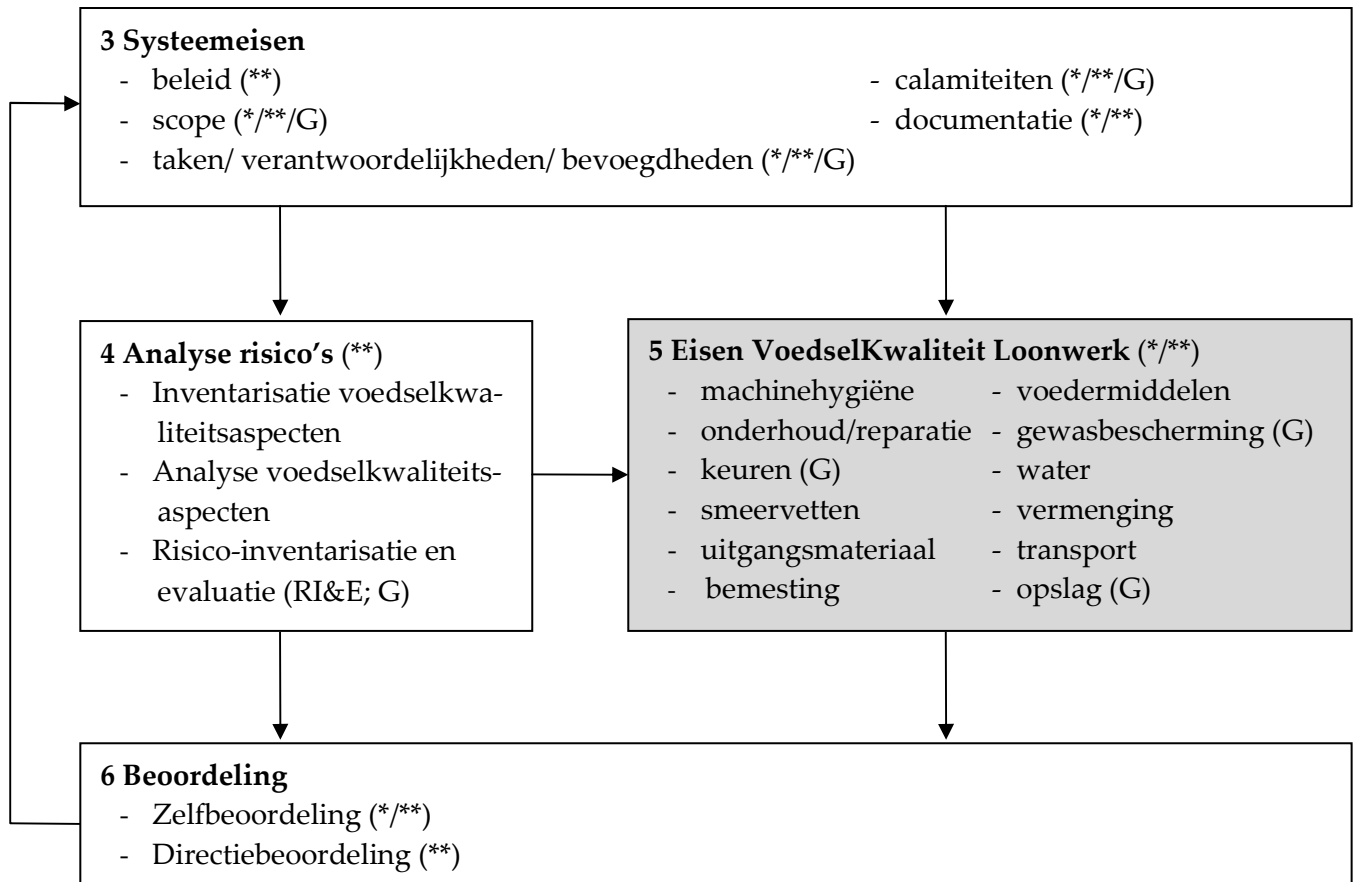 3 Systeemeisen
- beleid (**)
- scope (*/**/G)
- taken/ verantwoordelijkheden/ bevoegdheden (*/**/G)
- calamiteiten (*/**/G)
- documentatie (*/**)
4 Analyse risico’s (**)
- Inventarisatie voedselkwa-
liteitsaspecten
- Analyse voedselkwaliteits-
aspecten
- Risico-inventarisatie en
evaluatie (RI&E; G)
5 Eisen VoedselKwaliteit Loonwerk (*/**)
- machinehygiëne
- onderhoud/reparatie
- keuren (G)
- smeervetten
- uitgangsmateriaal
- bemesting
- voedermiddelen
- gewasbescherming (G)
- water
- vermenging
- transport
- opslag (G)
6 Beoordeling
- Zelfbeoordeling (*/**)
- Directiebeoordeling (**)